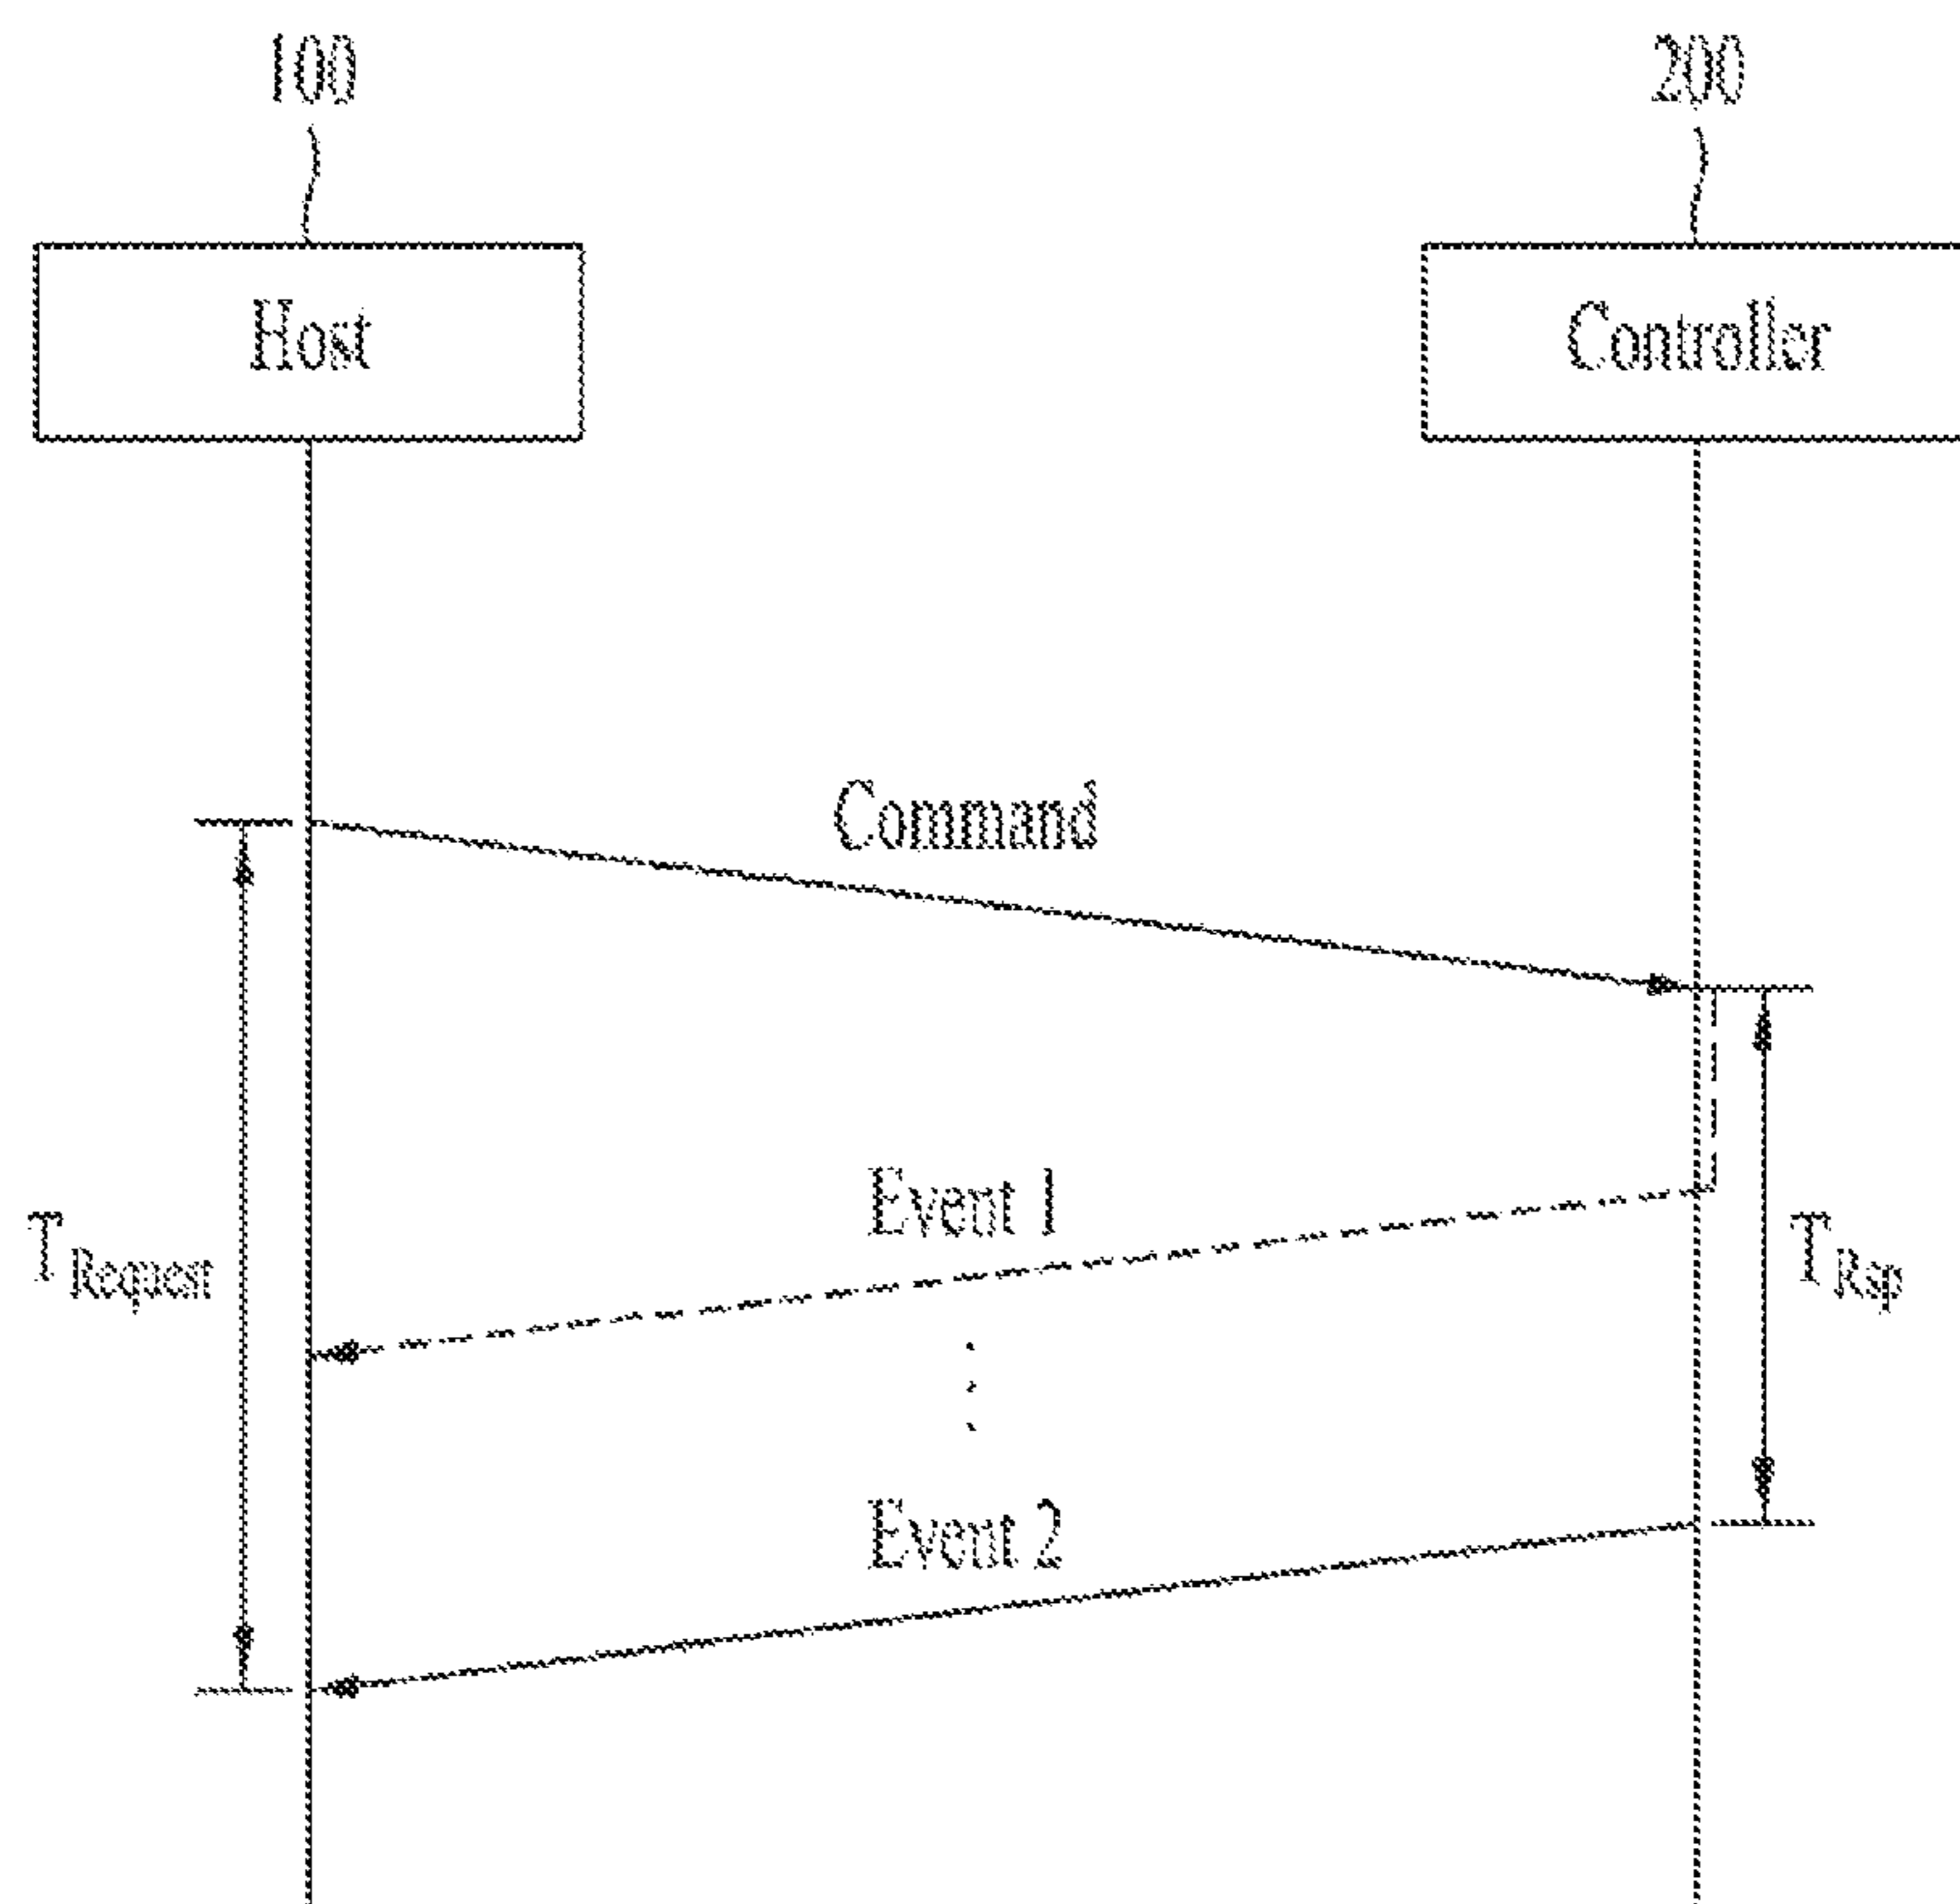 100
200
Host
Controller
Command
Event 1
T Request
T Rsp
Event 2